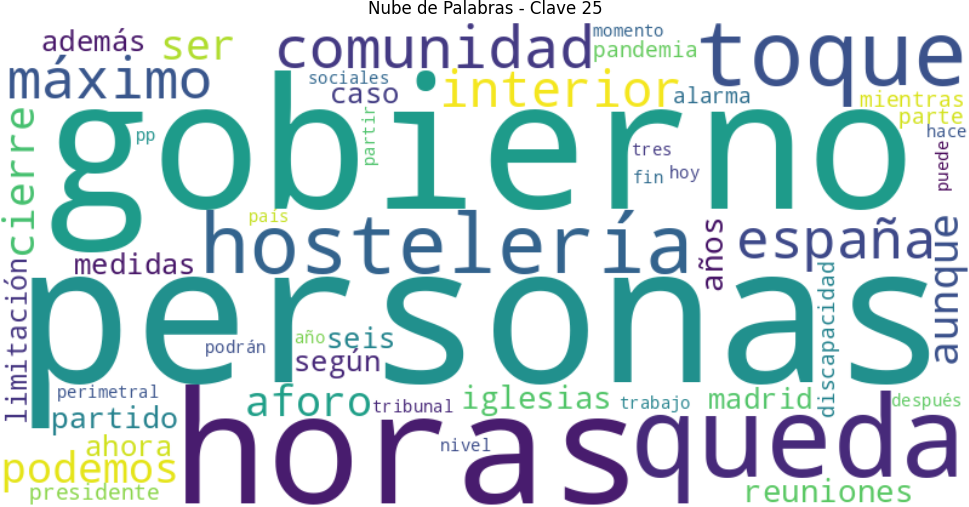 Nube de Palabras - Clave 25
además
ser
comunidad
momento
pandemia
toque
máximo
sociales
caso
interior
alarma
mientras
parte
hace
gobierno
pp
partir
tres
fin
hoy
puede
cierre
país
hostelería
años
españa
medidas
limitación
personas
discapacidad
aunque
podrán
año
seis
según
perimetral
partido
aforo
tribunal
iglesias
trabajo
madrid
después
ahora
podemos
presidente
horas
nivel
queda
reuniones